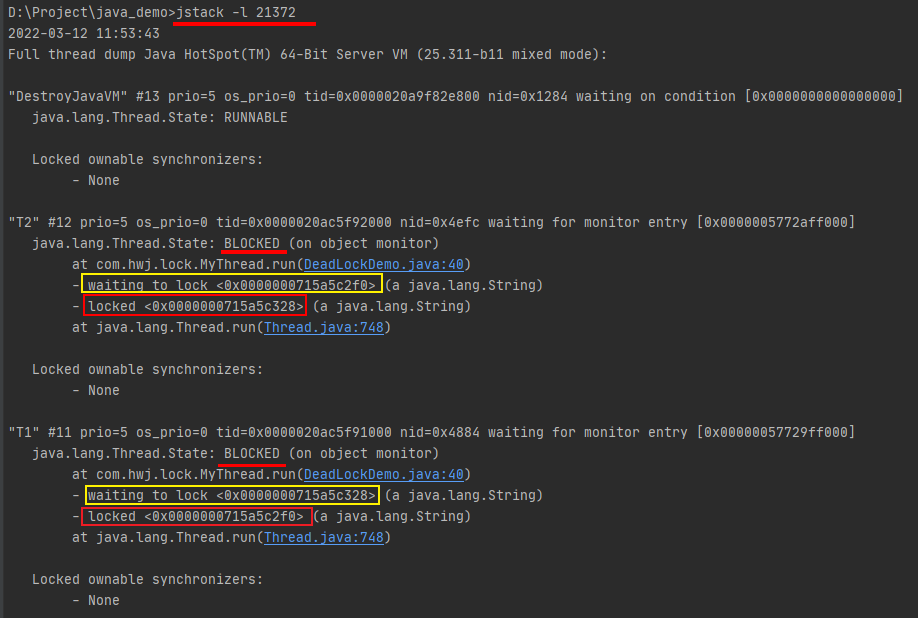 D:\Project\java_demo>jstack -l 21372
2022-03-12 11:53:43
Full thread dump Java HotSpot(TM) 64-Bit Server VM (25.311-b11 mixed mode):
"DestroyJavaVM" #13 prio=5 os_prio=0 tid=0x0000020a9f82e800 nid=0x1284 waiting on condition [0x0000000000000000]
java.lang.Thread.State: RUNNABLE
Locked ownable synchronizers:
- None
"T2" #12 prio=5 os_prio=0 tid=0x0000020ac5f92000 nid=0x4efc waiting for monitor entry [0x0000005772aff000]
java.lang.Thread.State: BLOCKED (on object monitor)
at com.hwj.lock.MyThread.run(DeadLockDemo.java:40)
- waiting to lock <0x0000000715a5c2f0> (a java.lang.String)
- locked <0x0000000715a5c328> (a java.lang.String)
at java.lang.Thread.run(Thread.java:748)
Locked ownable synchronizers:
- None
"T1" #11 prio=5 os_prio=0 tid=0x0000020ac5f91000 nid=0x4884 waiting for monitor entry [0x00000057729ff000]
java.lang.Thread.State: BLOCKED (on object monitor)
at com.hwj.lock.MyThread.run(DeadLockDemo.java:40)
- waiting to lock <0x0000000715a5c328> (a java.lang.String)
- locked <0x0000000715a5c2f0> (a java.lang.String)
at java.lang.Thread.run(Thread.java:748)
Locked ownable synchronizers:
- None